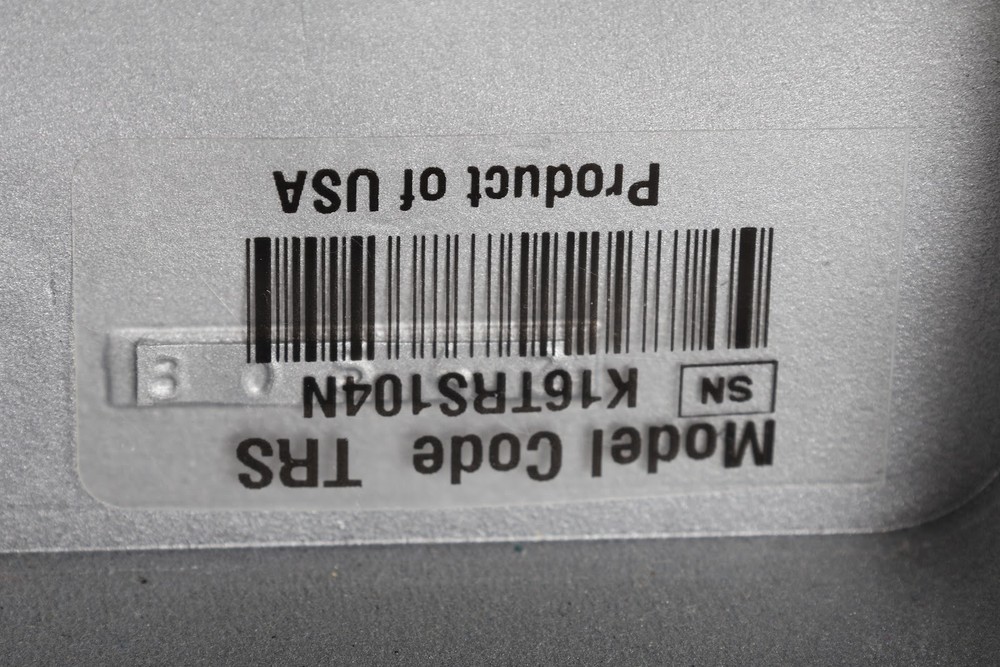 Model Code TRS
SN K16TRS104N
Product of USA